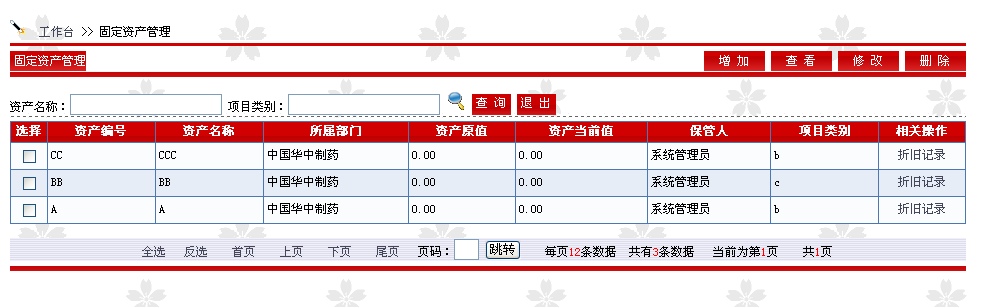 工作台 >> 固定资产管理
固定资产管理 增 加 查 看 修 改 删 除
资产名称： 项目类别： 查 询 退 出
选择 资产编号 资产名称 所属部门 资产原值 资产当前值 保管人 项目类别 相关操作
CC CCC 中国华中制药 0.00 0.00 系统管理员 b 折旧记录
BB BB 中国华中制药 0.00 0.00 系统管理员 c 折旧记录
A A 中国华中制药 0.00 0.00 系统管理员 b 折旧记录
全选 反选 首页 上页 下页 尾页 页码： 跳转 每页12条数据 共有3条数据 当前为第1页 共1页